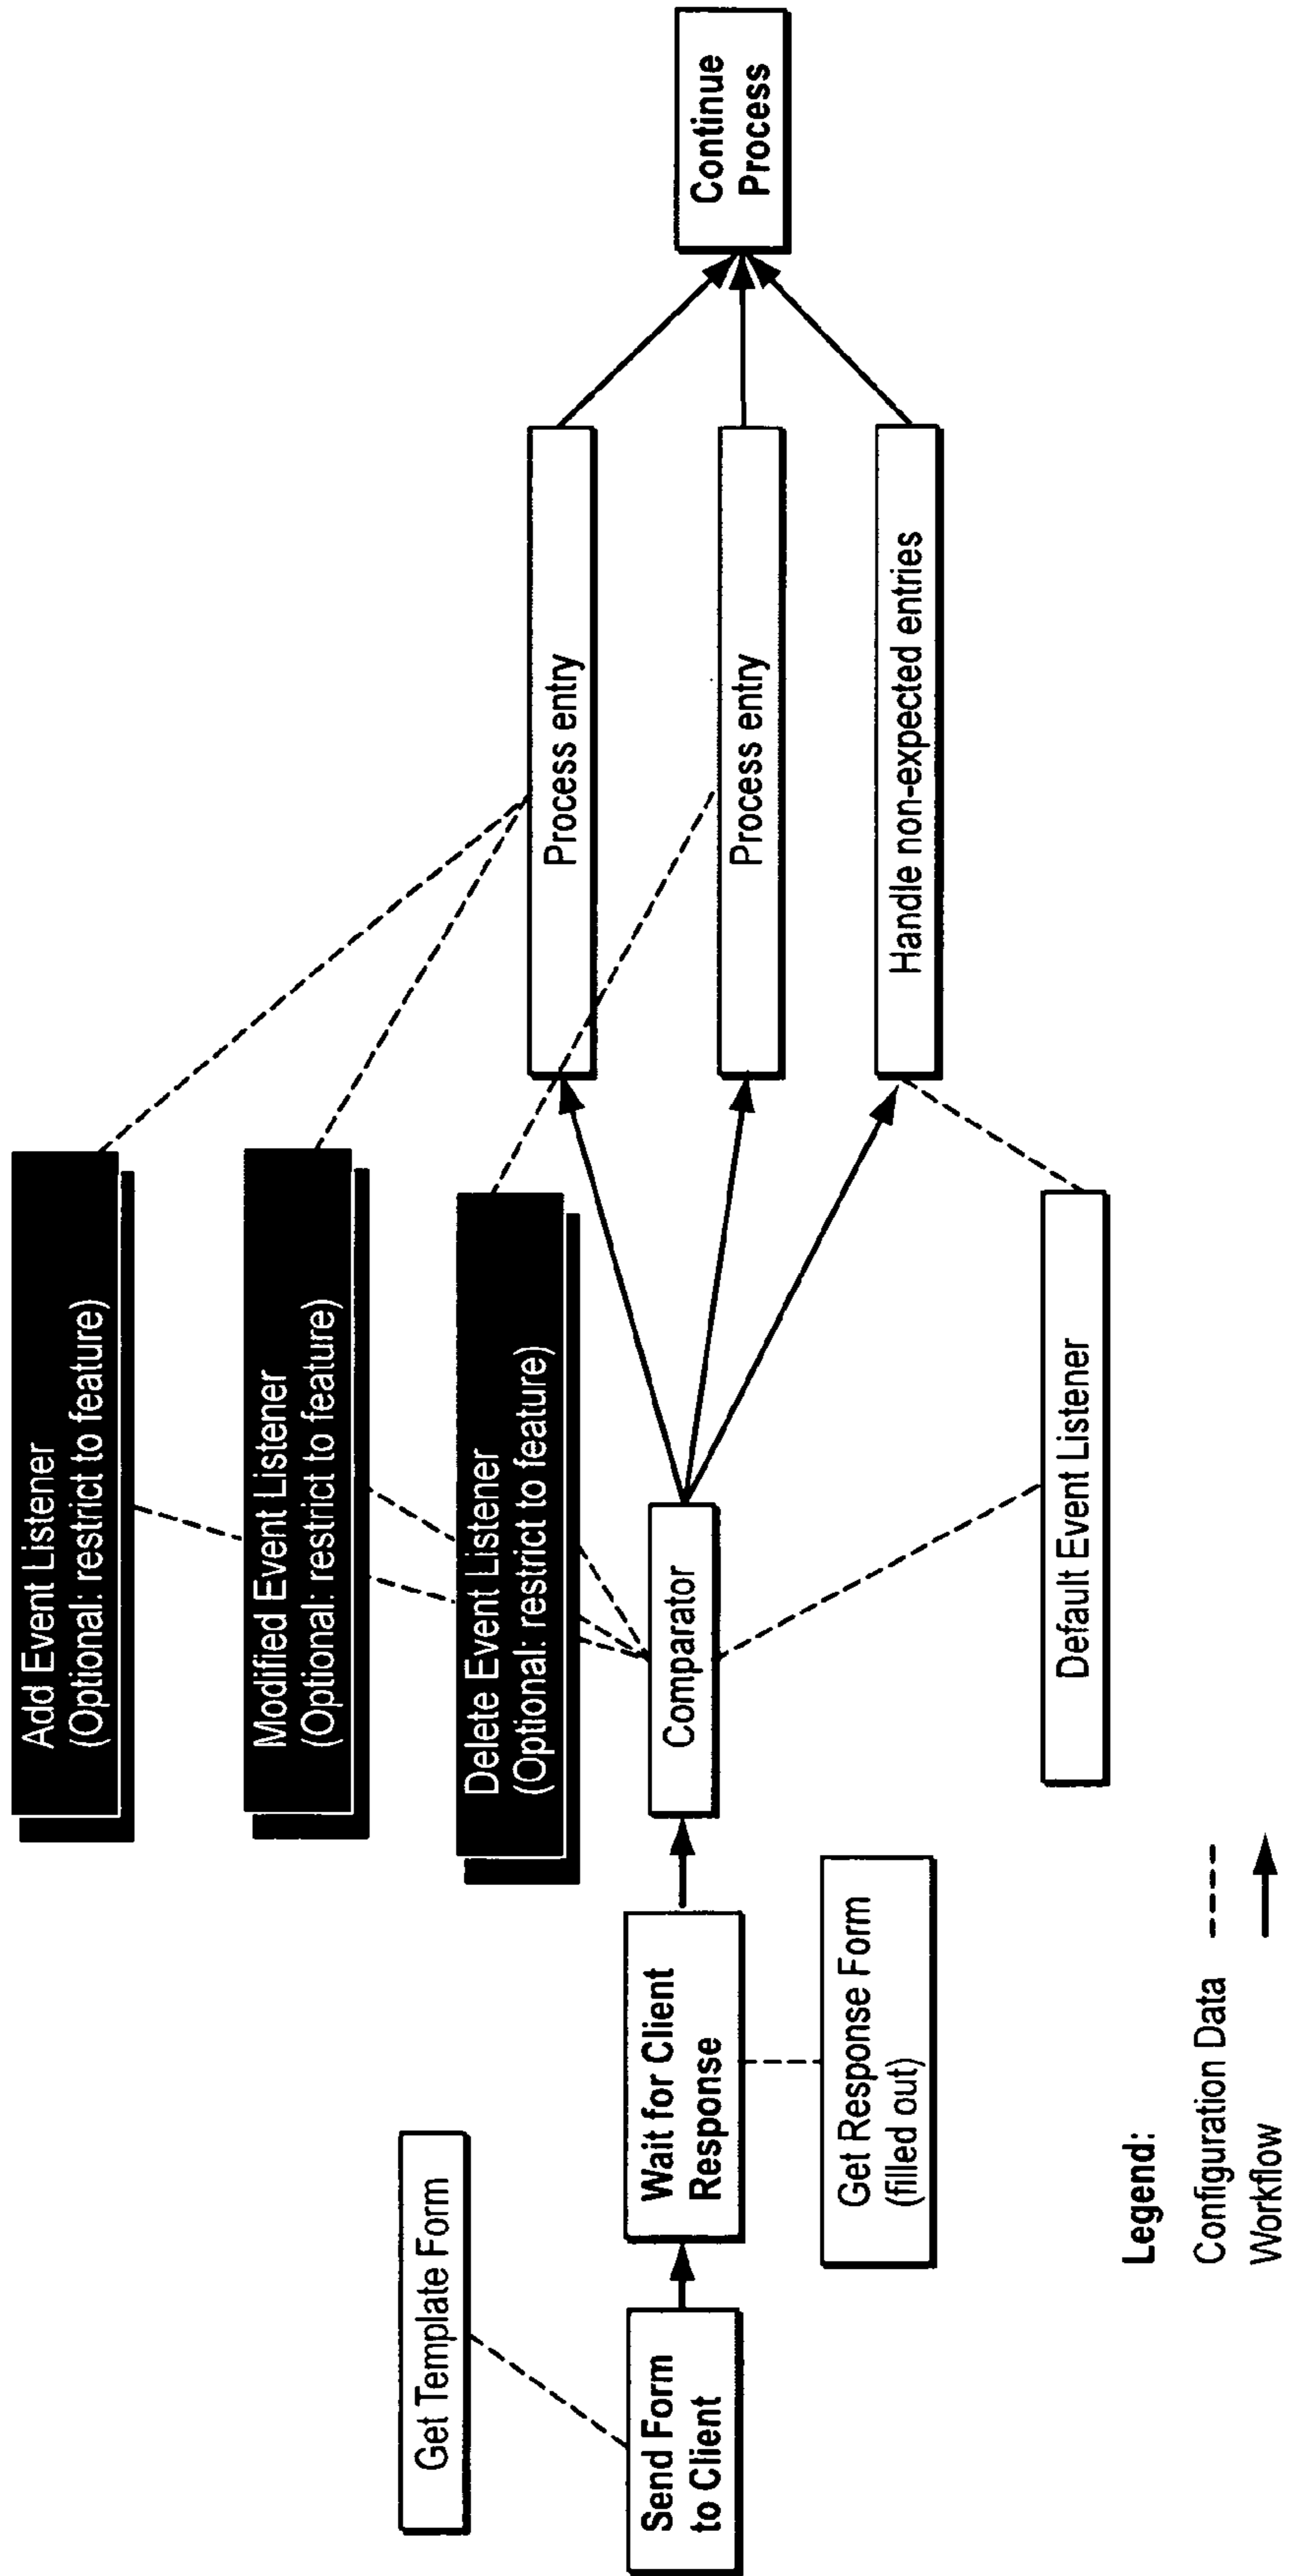 Add Event Listener
(Optional: restrict to feature)
Modified Event Listener
(Optional: restrict to feature)
Get Template Form
Delete Event Listener
(Optional: restrict to feature)
Process entry
Send Form
to Client
Wait for Client
Response
Comparator
Process entry
Continue
Process
Get Response Form
(filled out)
Handle non-expected entries
Default Event Listener
Legend:
Configuration Data
Workflow